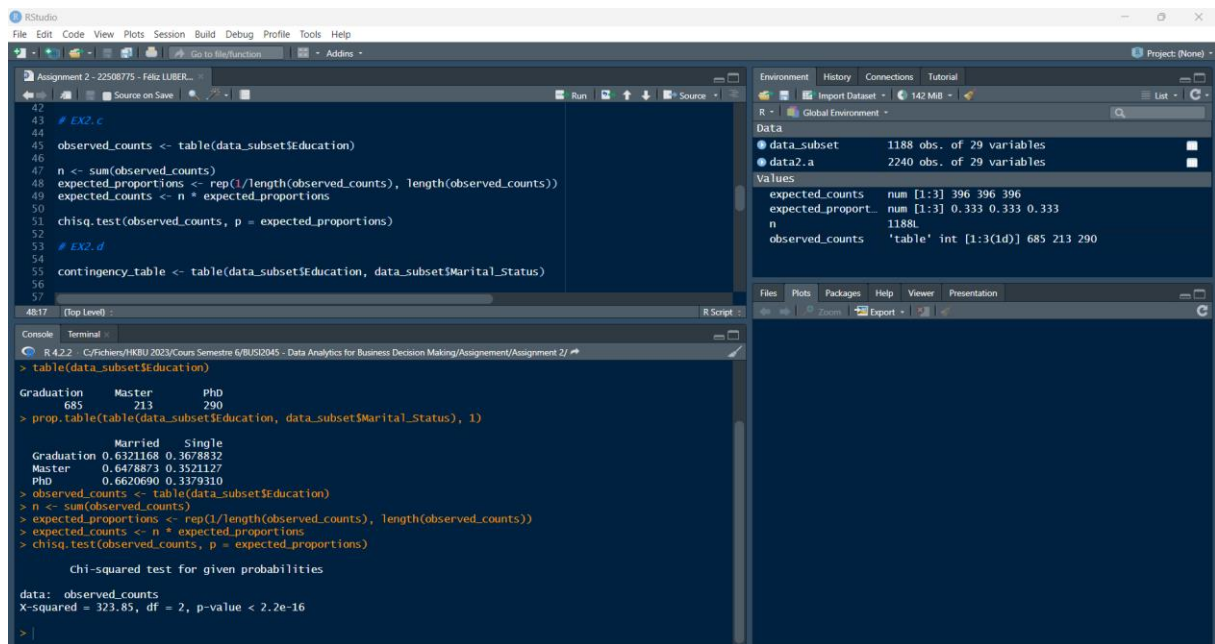 RStudio
File Edit Code View Plots Session Build Debug Profile Tools Help
Go to file/function Addins Project: (None)
Assignment 2 - 22508775 - Féliz LUBER...
Source on Save Run Source
42
43 # EX2.c
44
45 observed_counts <- table(data_subset$Education)
46
47 n <- sum(observed_counts)
48 expected_proportions <- rep(1/length(observed_counts), length(observed_counts))
49 expected_counts <- n * expected_proportions
50
51 chisq.test(observed_counts, p = expected_proportions)
52
53 # EX2.d
54
55 contingency_table <- table(data_subset$Education, data_subset$Marital_Status)
56
57
48:17 (Top Level) R Script
Console Terminal
R 4.2.2 · C:/Fichiers/HKBU 2023/Cours Semestre 6/BUSI2045 - Data Analytics for Business Decision Making/Assignement/Assignment 2/
> table(data_subset$Education)
Graduation Master PhD
685 213 290
> prop.table(table(data_subset$Education, data_subset$Marital_Status), 1)
Married Single
Graduation 0.6321168 0.3678832
Master 0.6478873 0.3521127
PhD 0.6620690 0.3379310
> observed_counts <- table(data_subset$Education)
> n <- sum(observed_counts)
> expected_proportions <- rep(1/length(observed_counts), length(observed_counts))
> expected_counts <- n * expected_proportions
> chisq.test(observed_counts, p = expected_proportions)
Chi-squared test for given probabilities
data: observed_counts
X-squared = 323.85, df = 2, p-value < 2.2e-16
>
Environment History Connections Tutorial
Import Dataset 142 MiB List
R Global Environment
Data
data_subset 1188 obs. of 29 variables
data2.a 2240 obs. of 29 variables
Values
expected_counts num [1:3] 396 396 396
expected_proport… num [1:3] 0.333 0.333 0.333
n 1188L
observed_counts 'table' int [1:3(1d)] 685 213 290
Files Plots Packages Help Viewer Presentation
Zoom Export